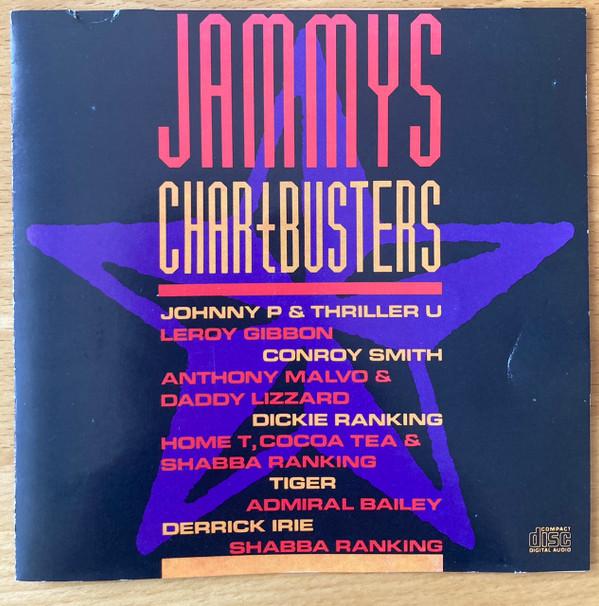 JAMMYS
CHARtBUSTERS
JOHNNY P & THRILLER U
LEROY GIBBON
CONROY SMITH
ANTHONY MALVO &
DADDY LIZZARD
DICKIE RANKING
HOME T, COCOA TEA &
SHABBA RANKING
TIGER
ADMIRAL BAILEY
DERRICK IRIE
SHABBA RANKING
COMPACT
disc
DIGITAL AUDIO